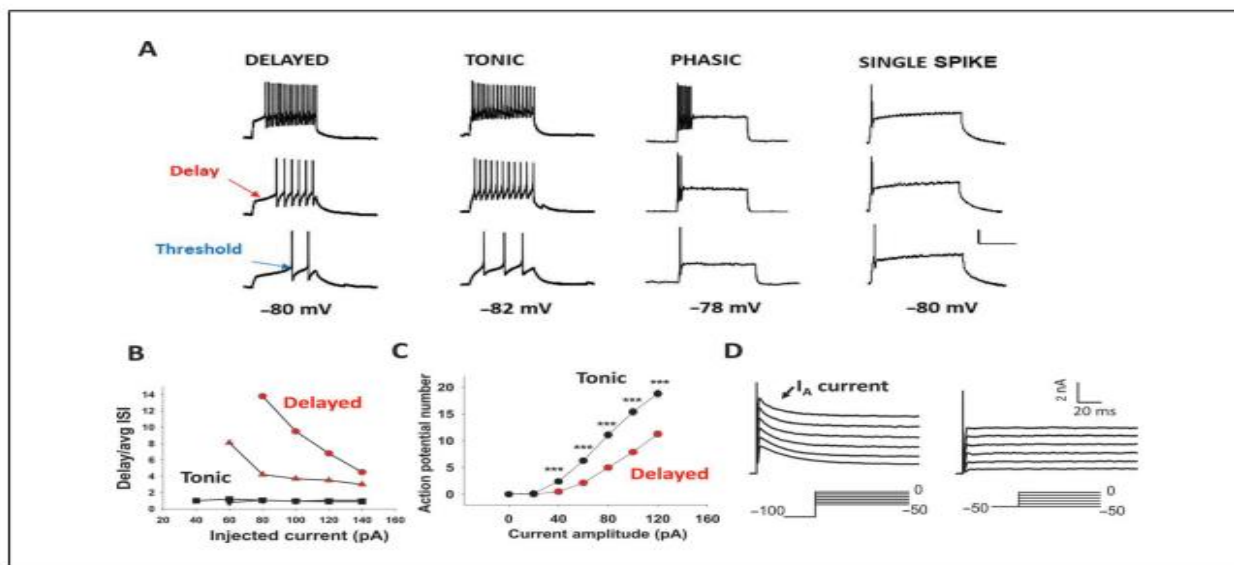 A
DELAYED TONIC PHASIC SINGLE SPIKE
Delay
Threshold
–80 mV –82 mV –78 mV –80 mV
B
Delay/avg ISI
14
12
10
8
6
4
2
0
Delayed
Tonic
20 40 60 80 100 120 140 160
Injected current (pA)
C
Action potential number
20
15
10
5
0
Tonic
*** *** *** *** ***
Delayed
0 40 80 120 160
Current amplitude (pA)
D
I_A current
2 nA
20 ms
0
–100 –50
0
–50 –50